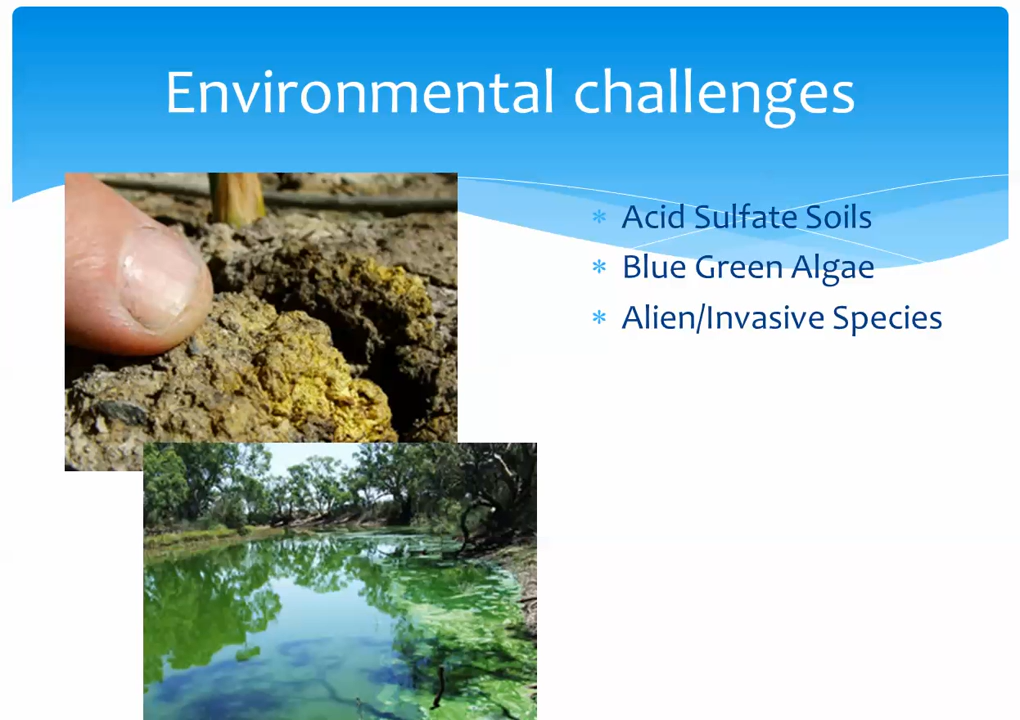 Environmental challenges
Acid Sulfate Soils
Blue Green Algae
Alien/Invasive Species